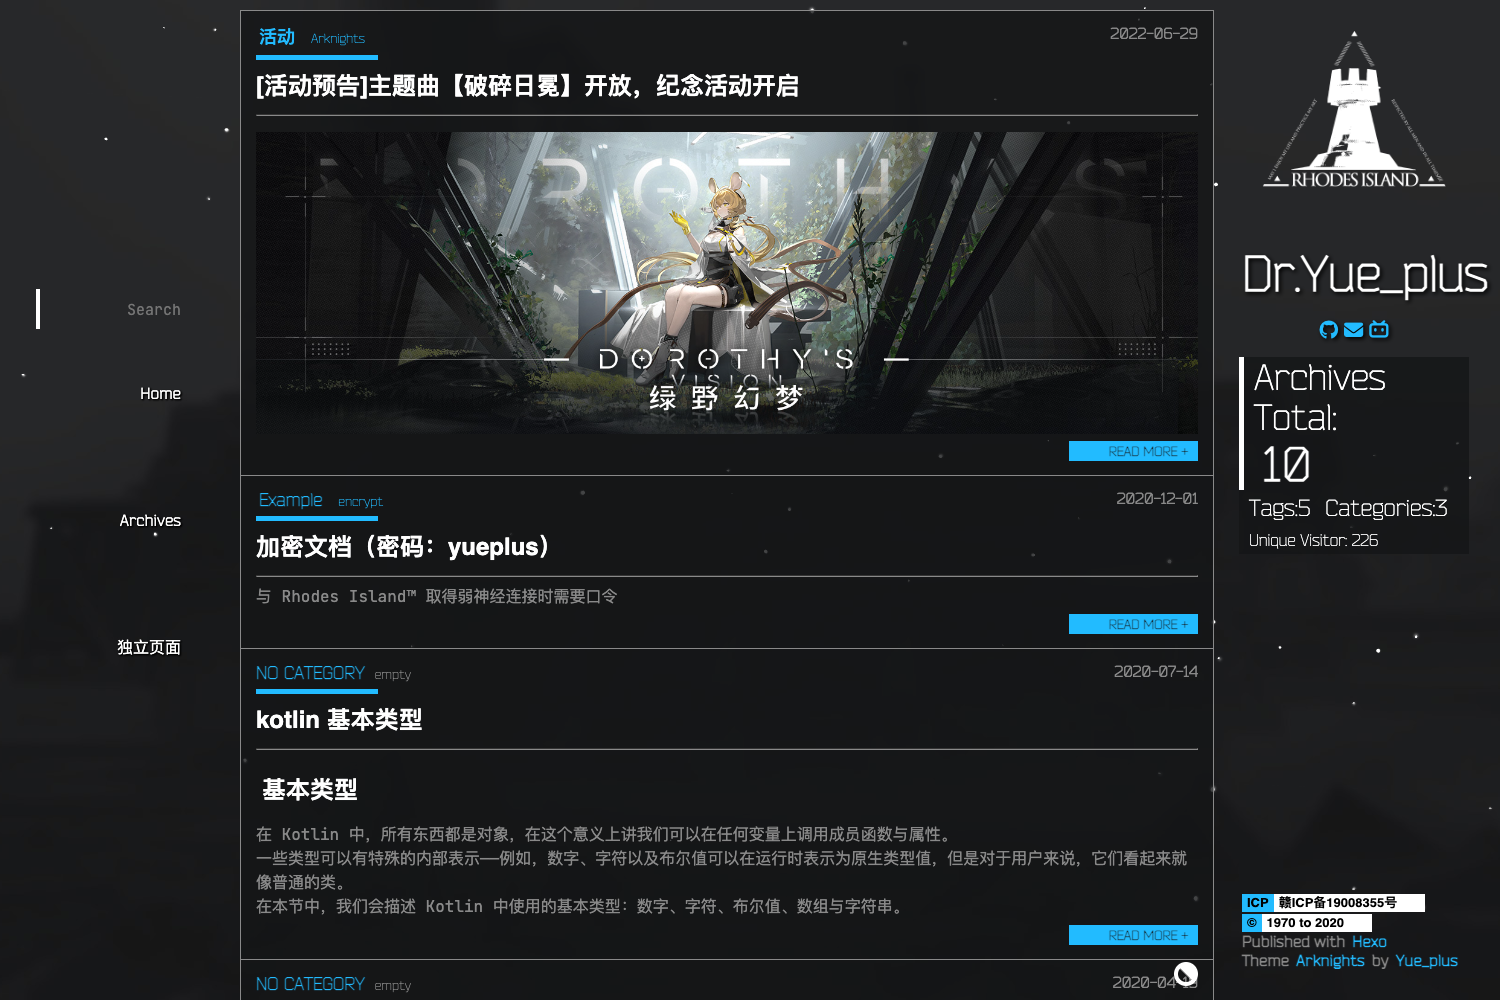 Search
Home
Archives
独立页面
活动 Arknights 2022-06-29
[活动预告]主题曲【破碎日冕】开放，纪念活动开启
DOROTHY'S
DOROTHY'S
VISION
绿野幻梦
READ MORE +
Example encrypt 2020-12-01
加密文档（密码：yueplus）
与 Rhodes Island™ 取得弱神经连接时需要口令
READ MORE +
NO CATEGORY empty 2020-07-14
kotlin 基本类型
基本类型
在 Kotlin 中，所有东西都是对象，在这个意义上讲我们可以在任何变量上调用成员函数与属性。
一些类型可以有特殊的内部表示——例如，数字、字符以及布尔值可以在运行时表示为原生类型值，但是对于用户来说，它们看起来就
像普通的类。
在本节中，我们会描述 Kotlin 中使用的基本类型：数字、字符、布尔值、数组与字符串。
READ MORE +
NO CATEGORY empty 2020-04-
RHODES ISLAND
Dr.Yue_plus
Archives
Total:
10
Tags:5 Categories:3
Unique Visitor: 226
ICP 赣ICP备19008355号
© 1970 to 2020
Published with Hexo
Theme Arknights by Yue_plus